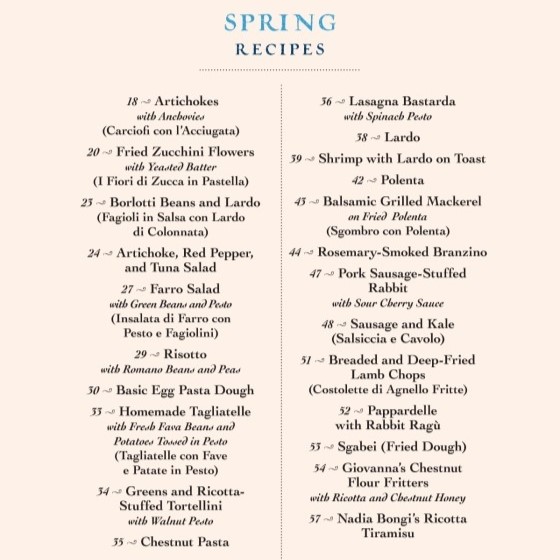 SPRING
RECIPES
18 ~ Artichokes
with Anchovies
(Carciofi con l'Acciugata)
20 ~ Fried Zucchini Flowers
with Yeasted Batter
(I Fiori di Zucca in Pastella)
23 ~ Borlotti Beans and Lardo
(Fagioli in Salsa con Lardo
di Colonnata)
24 ~ Artichoke, Red Pepper,
and Tuna Salad
27 ~ Farro Salad
with Green Beans and Pesto
(Insalata di Farro con
Pesto e Fagiolini)
29 ~ Risotto
with Romano Beans and Peas
30 ~ Basic Egg Pasta Dough
33 ~ Homemade Tagliatelle
with Fresh Fava Beans and
Potatoes Tossed in Pesto
(Tagliatelle con Fave
e Patate in Pesto)
34 ~ Greens and Ricotta-
Stuffed Tortellini
with Walnut Pesto
35 ~ Chestnut Pasta
36 ~ Lasagna Bastarda
with Spinach Pesto
38 ~ Lardo
39 ~ Shrimp with Lardo on Toast
42 ~ Polenta
43 ~ Balsamic Grilled Mackerel
on Fried Polenta
(Sgombro con Polenta)
44 ~ Rosemary-Smoked Branzino
47 ~ Pork Sausage-Stuffed
Rabbit
with Sour Cherry Sauce
48 ~ Sausage and Kale
(Salsiccia e Cavolo)
51 ~ Breaded and Deep-Fried
Lamb Chops
(Costolette di Agnello Fritte)
52 ~ Pappardelle
with Rabbit Ragù
53 ~ Sgabei (Fried Dough)
54 ~ Giovanna's Chestnut
Flour Fritters
with Ricotta and Chestnut Honey
57 ~ Nadia Bongi's Ricotta
Tiramisu